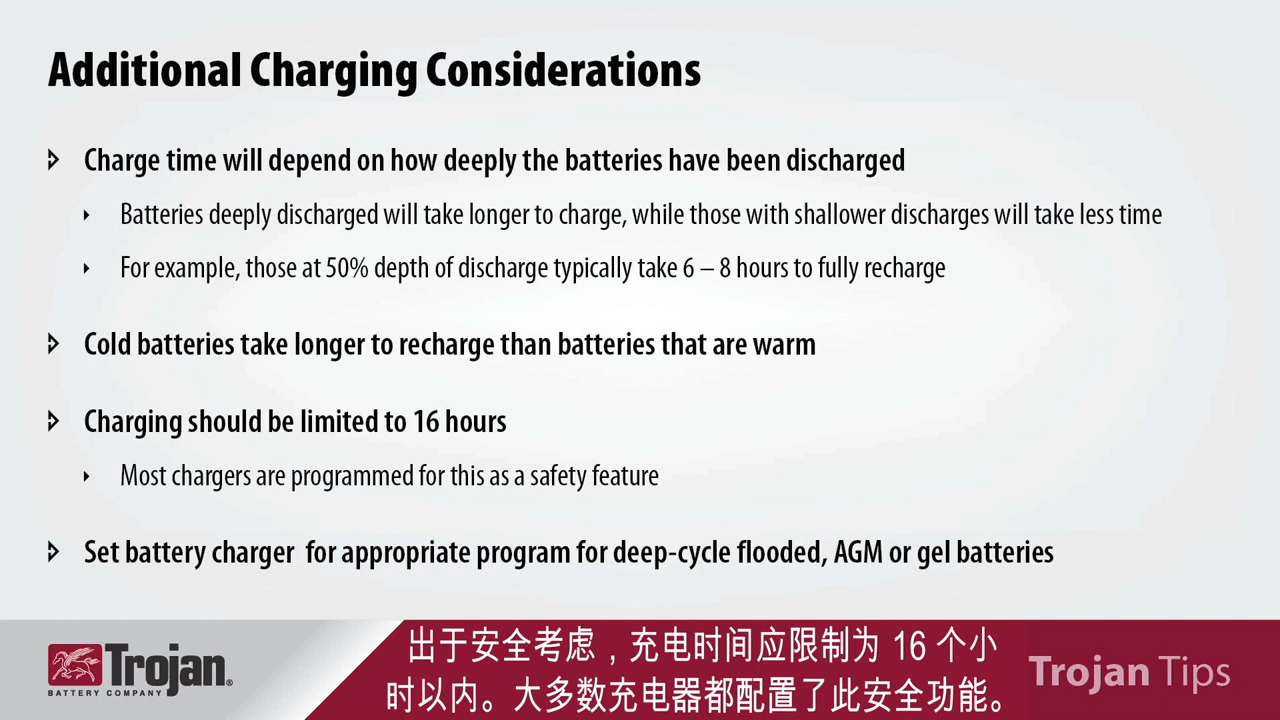 Additional Charging Considerations
Charge time will depend on how deeply the batteries have been discharged
Batteries deeply discharged will take longer to charge, while those with shallower discharges will take less time
For example, those at 50% depth of discharge typically take 6 – 8 hours to fully recharge
Cold batteries take longer to recharge than batteries that are warm
Charging should be limited to 16 hours
Most chargers are programmed for this as a safety feature
Set battery charger  for appropriate program for deep-cycle flooded, AGM or gel batteries
出于安全考虑，充电时间应限制为 16 个小
时以内。大多数充电器都配置了此安全功能。
Trojan®
BATTERY COMPANY
Trojan Tips